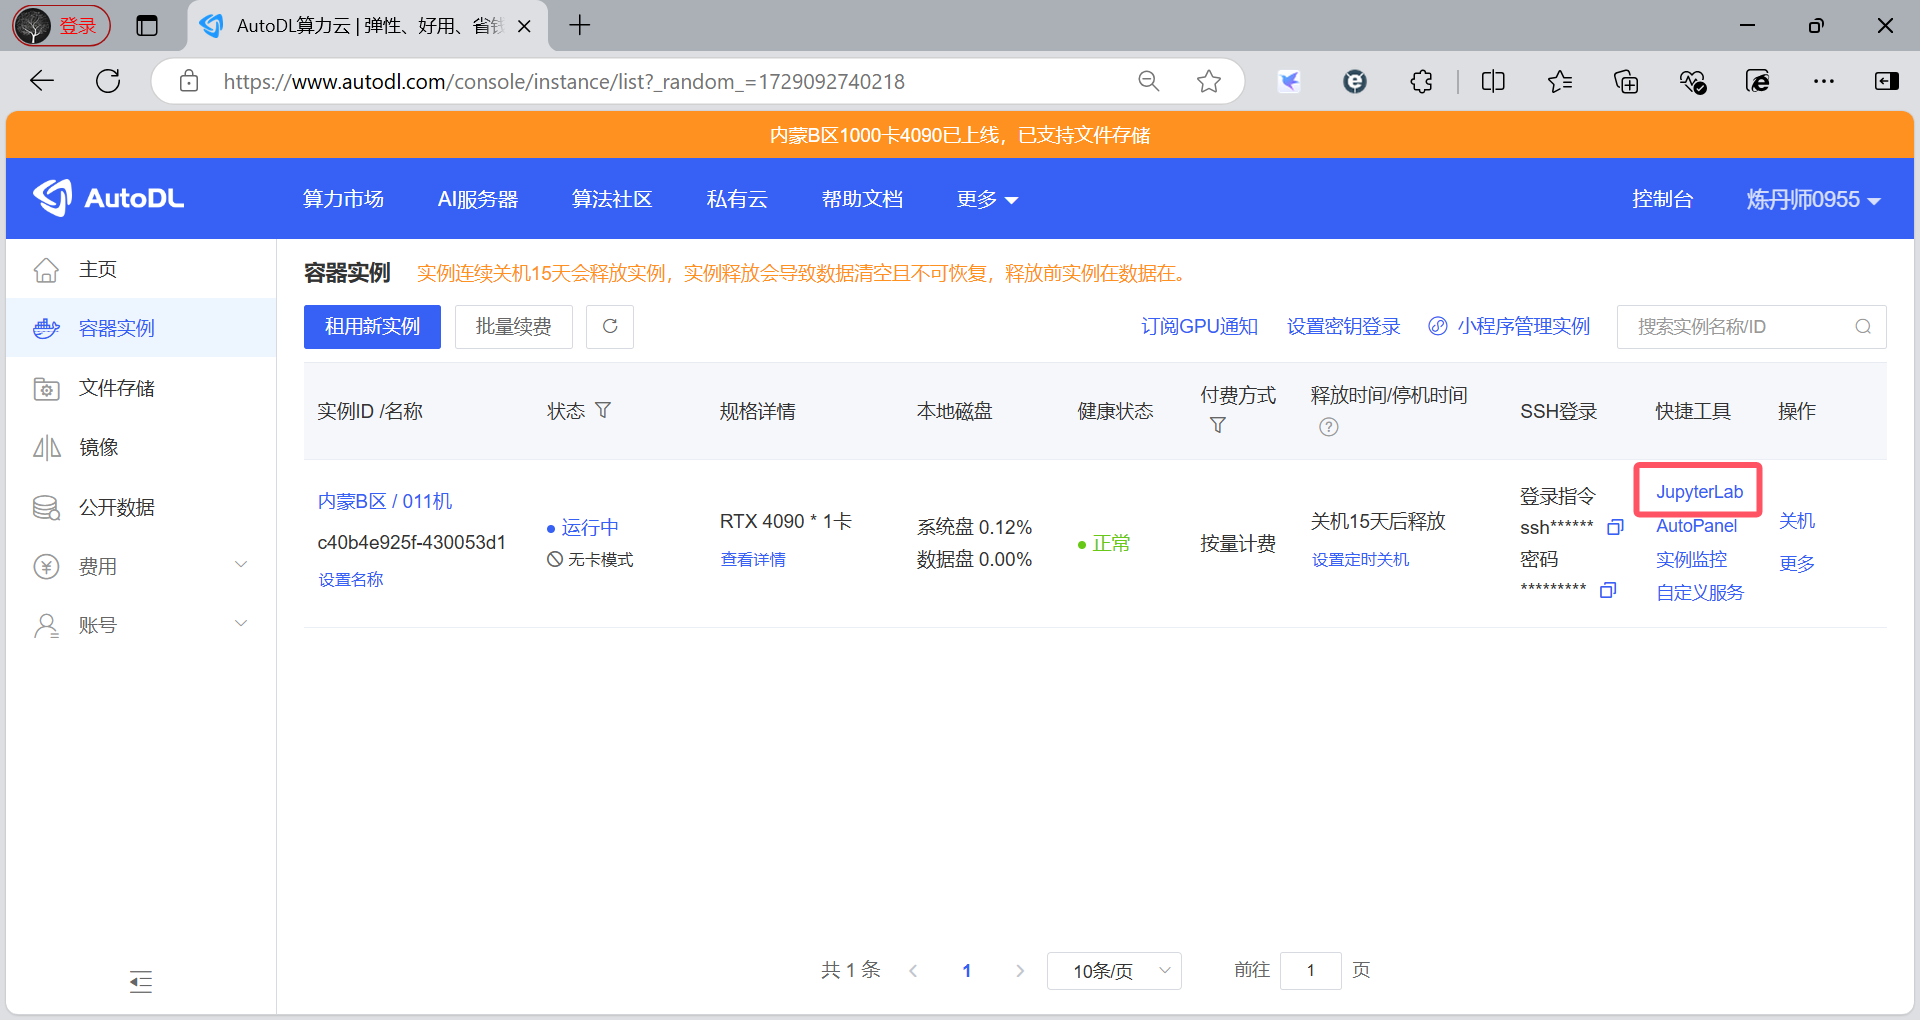 登录
AutoDL算力云 | 弹性、好用、省钱
https://www.autodl.com/console/instance/list?_random_=1729092740218
内蒙B区1000卡4090已上线，已支持文件存储
AutoDL
算力市场
AI服务器
算法社区
私有云
帮助文档
更多
控制台
炼丹师0955
主页
容器实例
文件存储
镜像
公开数据
费用
账号
容器实例
实例连续关机15天会释放实例，实例释放会导致数据清空且不可恢复，释放前实例在数据在。
租用新实例
批量续费
订阅GPU通知
设置密钥登录
小程序管理实例
搜索实例名称/ID
实例ID /名称
状态
规格详情
本地磁盘
健康状态
付费方式
释放时间/停机时间
SSH登录
快捷工具
操作
内蒙B区 / 011机
c40b4e925f-430053d1
设置名称
运行中
无卡模式
RTX 4090 * 1卡
查看详情
系统盘 0.12%
数据盘 0.00%
正常
按量计费
关机15天后释放
设置定时关机
登录指令
ssh******
密码
*********
JupyterLab
AutoPanel
实例监控
自定义服务
关机
更多
共 1 条
1
10条/页
前往
1
页